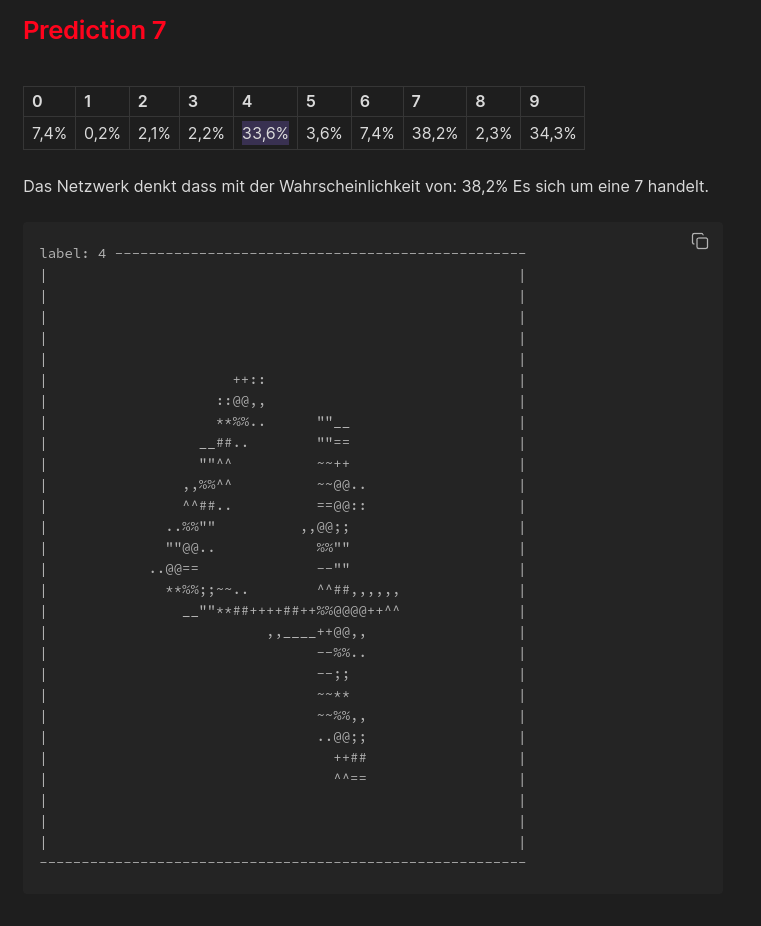 Prediction 7
0 1 2 3 4 5 6 7 8 9
7,4% 0,2% 2,1% 2,2% 33,6% 3,6% 7,4% 38,2% 2,3% 34,3%
Das Netzwerk denkt dass mit der Wahrscheinlichkeit von: 38,2% Es sich um eine 7 handelt.
label: 4 -------------------------------------------------
|                                                        |
|                                                        |
|                                                        |
|                                                        |
|                                                        |
|                      ++::                              |
|                    ::@@,,                              |
|                    **%%..      ""__                    |
|                  __##..        ""==                    |
|                  ""^^          ~~++                    |
|                ,,%%^^          ~~@@..                  |
|                ^^##..          ==@@::                  |
|              ..%%""          ,,@@;;                    |
|              ""@@..            %%""                    |
|            ..@@==              --""                    |
|              **%%;;~~..        ^^##,,,,,,              |
|                __""**##++++##++%%@@@@++^^              |
|                          ,,____++@@,,                  |
|                                --%%..                  |
|                                --;;                    |
|                                ~~**                    |
|                                ~~%%,,                  |
|                                ..@@;;                  |
|                                  ++##                  |
|                                  ^^==                  |
|                                                        |
|                                                        |
|                                                        |
----------------------------------------------------------